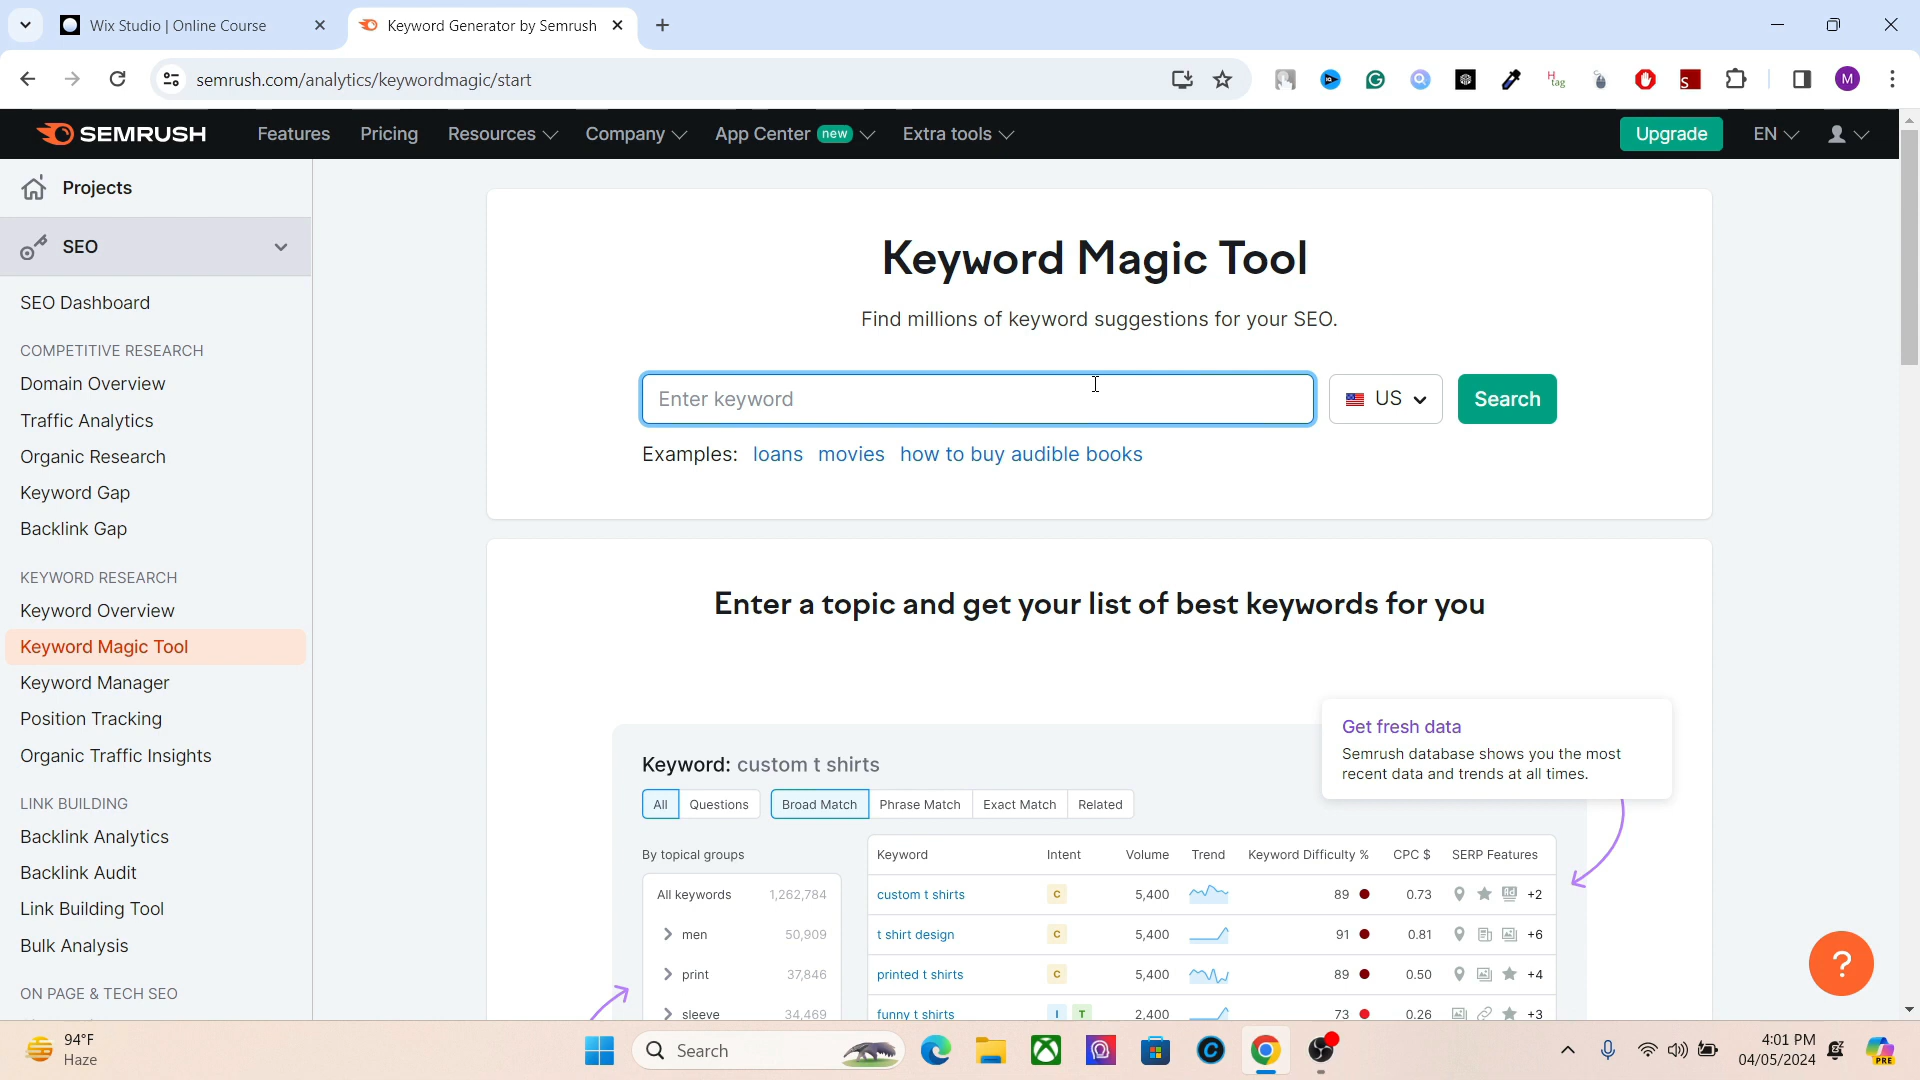 Wix Studio | Online Course
Keyword Generator by Semrush
semrush.com/analytics/keywordmagic/start
SEMRUSH
Features
Pricing
Resources
Company
App Center new
Extra tools
Upgrade
EN
Projects
SEO
SEO Dashboard
COMPETITIVE RESEARCH
Domain Overview
Traffic Analytics
Organic Research
Keyword Gap
Backlink Gap
KEYWORD RESEARCH
Keyword Overview
Keyword Magic Tool
Keyword Manager
Position Tracking
Organic Traffic Insights
LINK BUILDING
Backlink Analytics
Backlink Audit
Link Building Tool
Bulk Analysis
ON PAGE & TECH SEO
Keyword Magic Tool
Find millions of keyword suggestions for your SEO.
Enter keyword
US
Search
Examples: loans movies how to buy audible books
Enter a topic and get your list of best keywords for you
Get fresh data
Semrush database shows you the most
recent data and trends at all times.
Keyword: custom t shirts
All Questions Broad Match Phrase Match Exact Match Related
By topical groups
All keywords 1,262,784
men 50,909
print 37,846
sleeve 34,469
Keyword Intent Volume Trend Keyword Difficulty % CPC $ SERP Features
custom t shirts C 5,400 89 0.73 +2
t shirt design C 5,400 91 0.81 +6
printed t shirts C 5,400 89 0.50 +4
funny t shirts I T 2,400 73 0.26 +3
?
94°F
Haze
Search
4:01 PM
04/05/2024
PRE